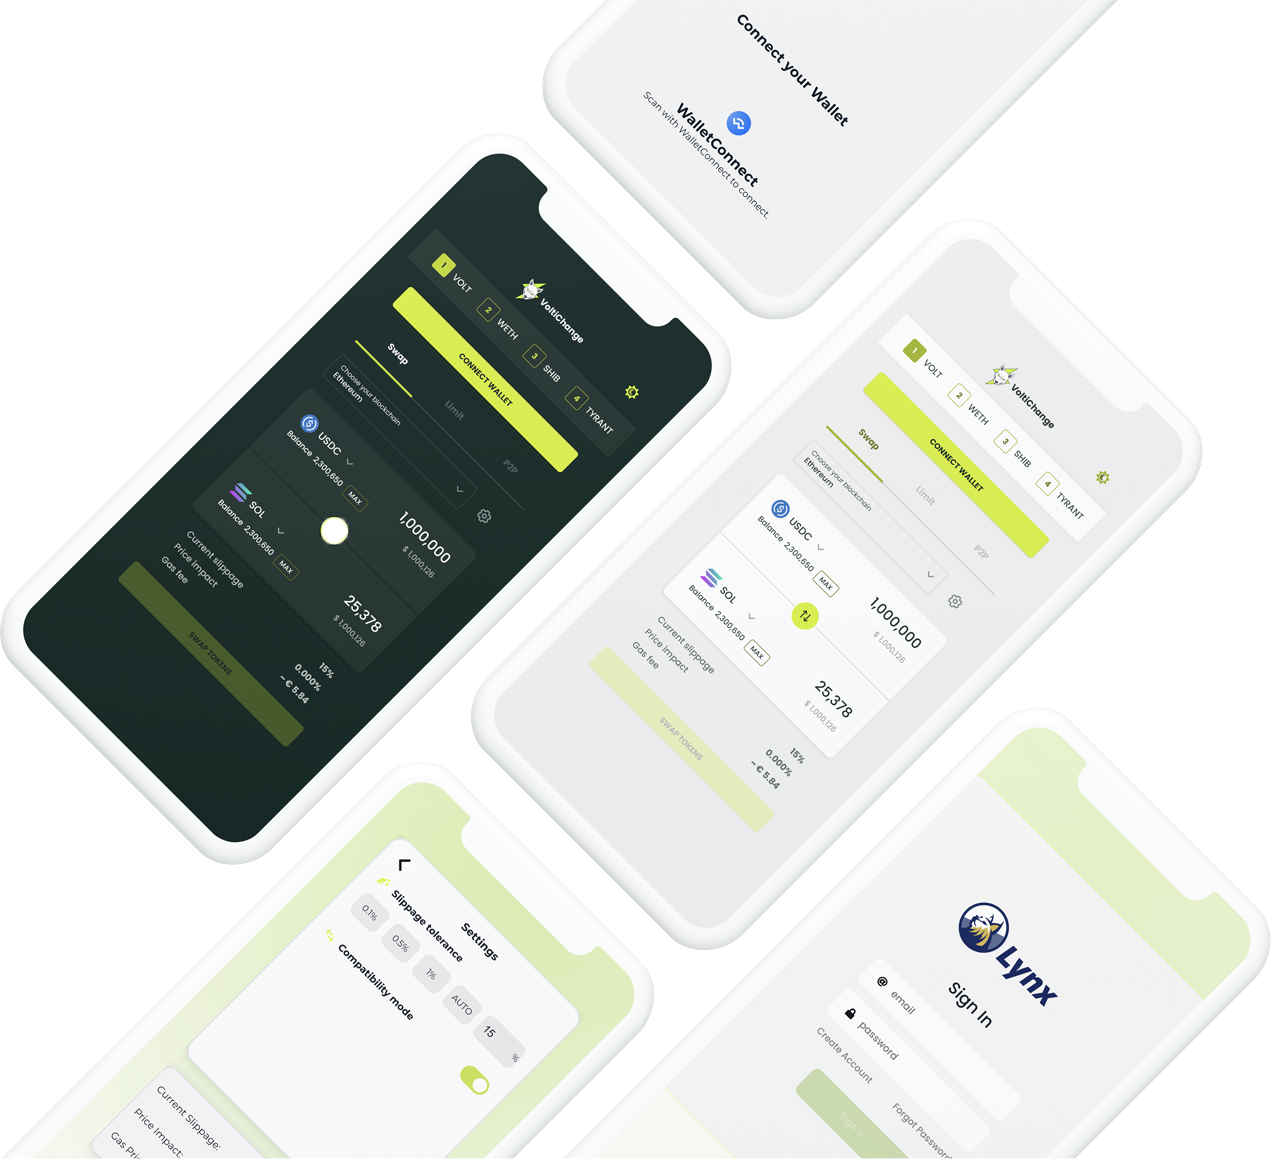 Connect your Wallet
WalletConnect
Scan with WalletConnect to connect.
VoltiChange
1 VOLT 2 WETH 3 SHIB 4 TYRANT
CONNECT WALLET
Swap Limit P2P
Choose your blockchain
Ethereum
USDC
Balance 2,300,650 MAX
1,000,000
$ 1,000,126
SOL
Balance 2,300,650 MAX
25,378
$ 1,000,126
Current slippage 15%
Price impact 0.000%
Gas fee ~ € 5.84
SWAP TOKENS
VoltiChange
1 VOLT 2 WETH 3 SHIB 4 TYRANT
CONNECT WALLET
Swap Limit P2P
Choose your blockchain
Ethereum
USDC
Balance 2,300,650 MAX
1,000,000
$ 1,000,126
SOL
Balance 2,300,650 MAX
25,378
$ 1,000,126
Current slippage 15%
Price impact 0.000%
Gas fee ~ € 5.84
SWAP TOKENS
Settings
Slippage tolerance
0.1% 0.5% 1% AUTO 15 %
Compatibility mode
Current Slippage:
Price Impact:
Gas Pri
Lynx
Sign In
@ email
password
Create Account Forgot Password
Sign In